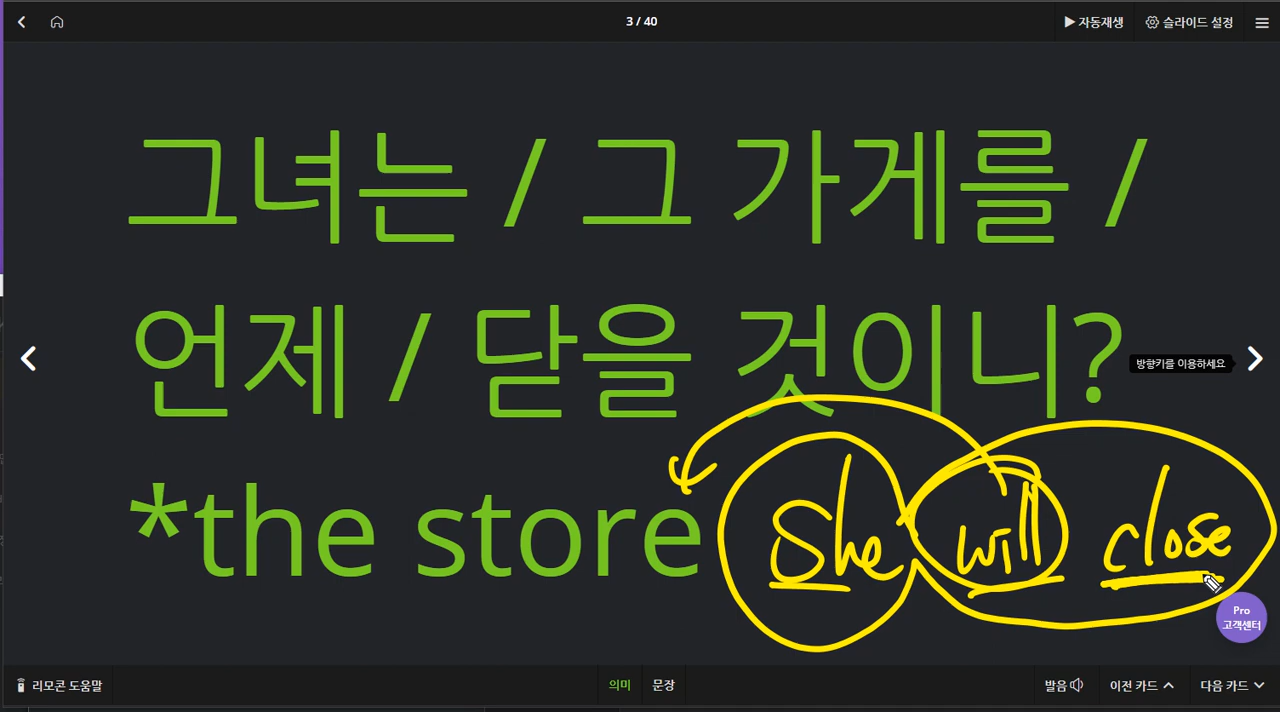 3 / 40
자동재생
슬라이드 설정
그녀는 / 그 가게를 /
언제 / 닫을 것이니?
방향키를 이용하세요
*the store
She will close
Pro
고객센터
리모콘 도움말
의미
문장
발음
이전 카드
다음 카드